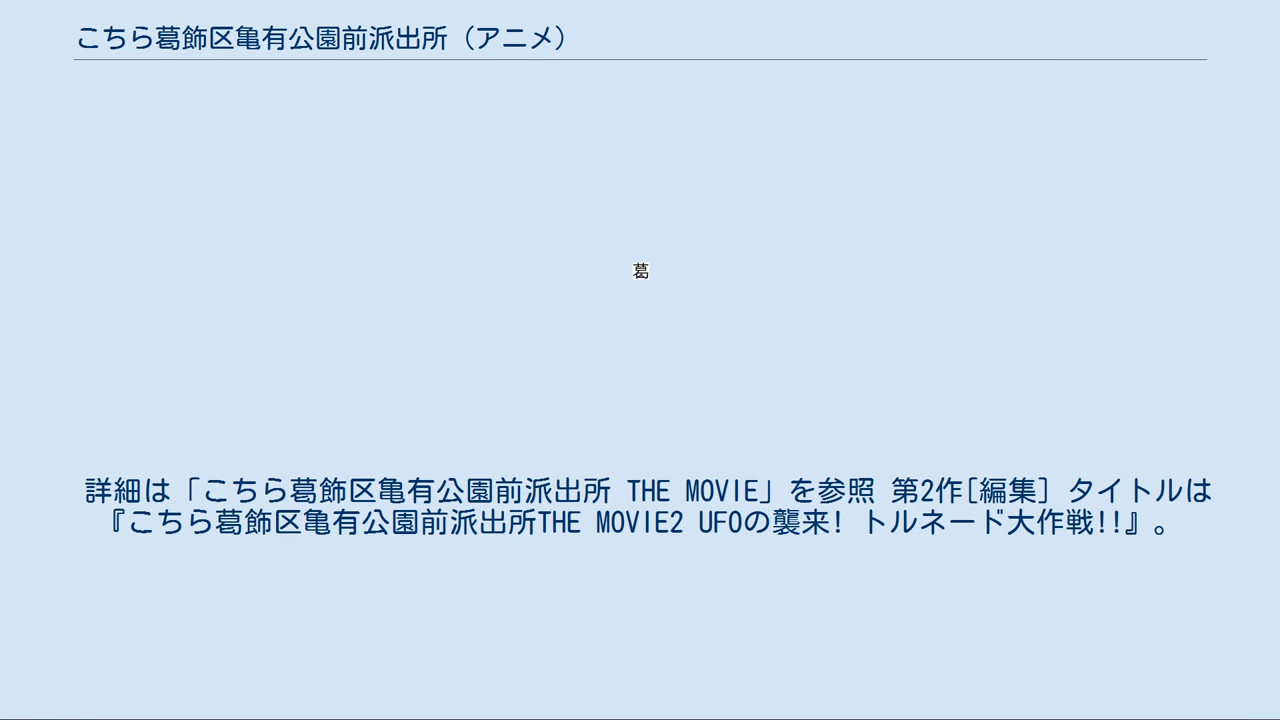 こちら葛飾区亀有公園前派出所（アニメ）
葛
詳細は「こちら葛飾区亀有公園前派出所 THE MOVIE」を参照 第2作[編集] タイトルは
『こちら葛飾区亀有公園前派出所THE MOVIE2 UFOの襲来! トルネード大作戦!!』。